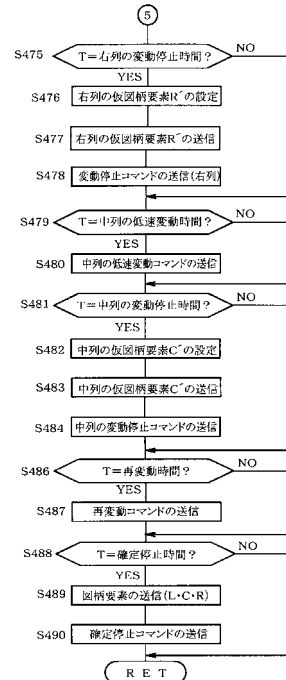 5
S475 T=右列の変動停止時間? NO
YES
S476 右列の仮図柄要素R´の設定
S477 右列の仮図柄要素R´の送信
S478 変動停止コマンドの送信(右列)
S479 T=中列の低速変動時間? NO
YES
S480 中列の低速変動コマンドの送信
S481 T=中列の変動停止時間? NO
YES
S482 中列の仮図柄要素C´の設定
S483 中列の仮図柄要素C´の送信
S484 中列の変動停止コマンドの送信
S486 T=再変動時間? NO
YES
S487 再変動コマンドの送信
S488 T=確定停止時間? NO
YES
S489 図柄要素の送信(L・C・R)
S490 確定停止コマンドの送信
RET